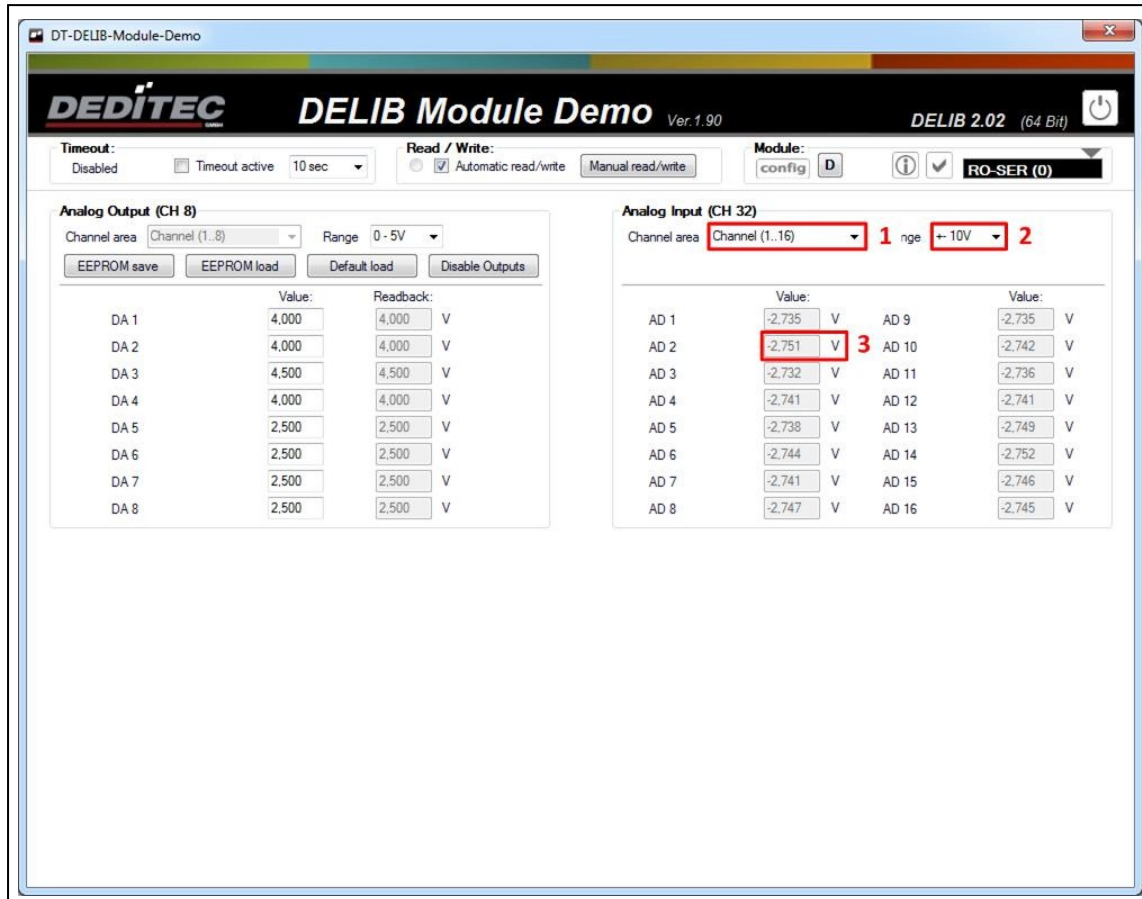 DT-DELIB-Module-Demo
DEDITEC
GMBH
DELIB Module Demo Ver. 1.90
DELIB 2.02 (64 Bit)
Timeout:
Disabled
Timeout active
10 sec
Read / Write:
Automatic read/write
Manual read/write
Module:
config
D
RO-SER (0)
Analog Output (CH 8)
Channel area Channel (1..8) Range 0 - 5V
EEPROM save EEPROM load Default load Disable Outputs
Value: Readback:
DA 1 4,000 4,000 V
DA 2 4,000 4,000 V
DA 3 4,500 4,500 V
DA 4 4,000 4,000 V
DA 5 2,500 2,500 V
DA 6 2,500 2,500 V
DA 7 2,500 2,500 V
DA 8 2,500 2,500 V
Analog Input (CH 32)
Channel area Channel (1..16) 1 nge +- 10V 2
Value: Value:
AD 1 -2,735 V AD 9 -2,735 V
AD 2 -2,751 V 3 AD 10 -2,742 V
AD 3 -2,732 V AD 11 -2,736 V
AD 4 -2,741 V AD 12 -2,741 V
AD 5 -2,738 V AD 13 -2,749 V
AD 6 -2,744 V AD 14 -2,752 V
AD 7 -2,741 V AD 15 -2,746 V
AD 8 -2,747 V AD 16 -2,745 V